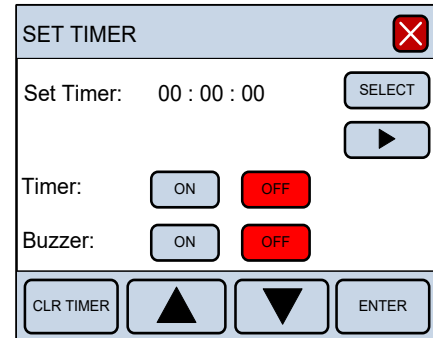 SET TIMER
Set Timer: 00 : 00 : 00 SELECT
Timer: ON OFF
Buzzer: ON OFF
CLR TIMER ENTER